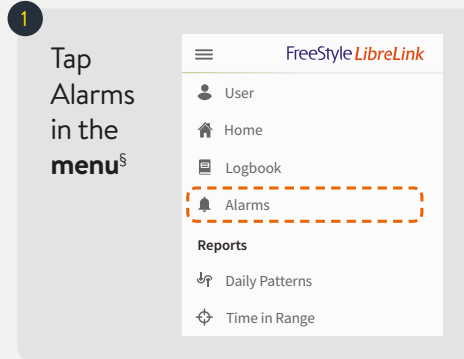 1
Tap
Alarms
in the
menu§
FreeStyle LibreLink
User
Home
Logbook
Alarms
Reports
Daily Patterns
Time in Range